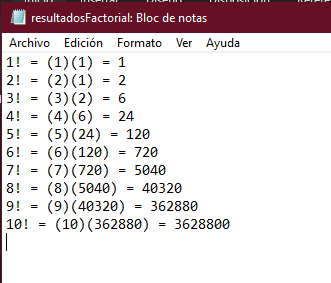 resultadosFactorial: Bloc de notas
Archivo Edición Formato Ver Ayuda
1! = (1)(1) = 1
2! = (2)(1) = 2
3! = (3)(2) = 6
4! = (4)(6) = 24
5! = (5)(24) = 120
6! = (6)(120) = 720
7! = (7)(720) = 5040
8! = (8)(5040) = 40320
9! = (9)(40320) = 362880
10! = (10)(362880) = 3628800